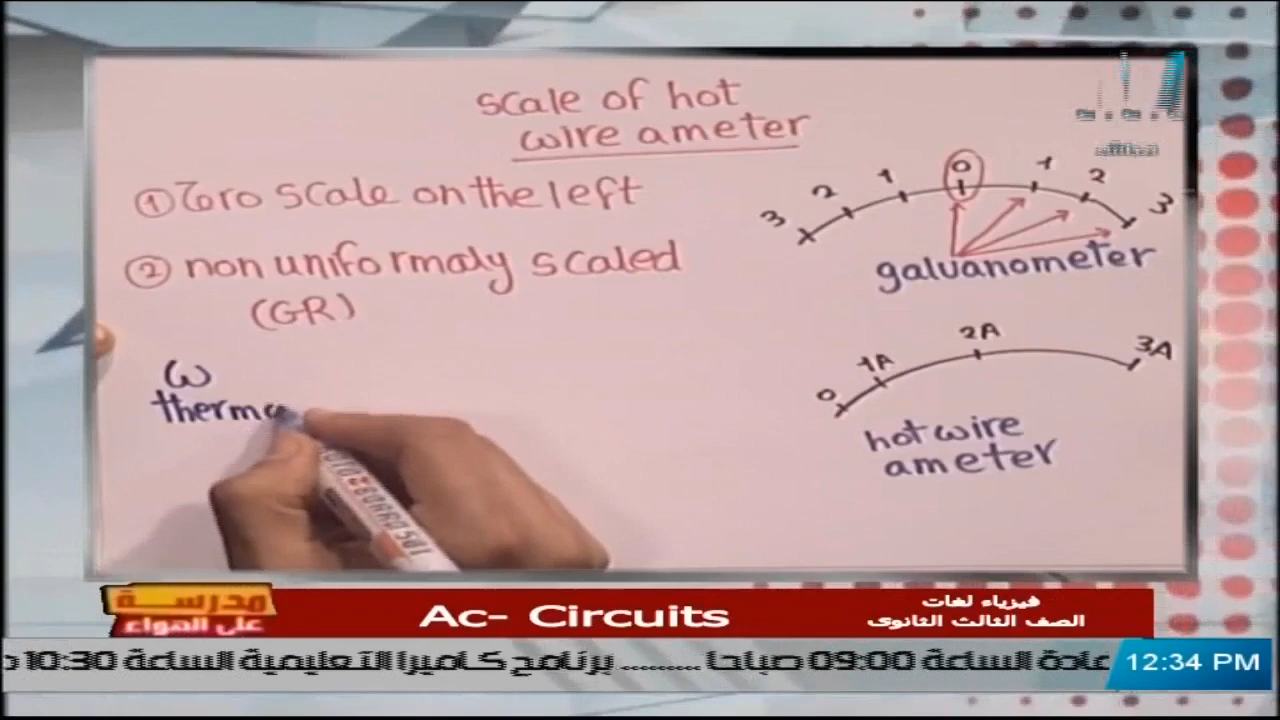 scale of hot
wire ameter
① Zero scale on the left
② non uniformaly scaled
(GR)
W
therma
3 2 1 0 1 2 3
galvanometer
0 1A 2A 3A
hot wire
ameter
مباشر
مدرسة
على الهواء
Ac- Circuits
فيزياء لغات
الصف الثالث الثانوى
عادة الساعة 09:00 صباحا ......... برنامج كاميرا التعليمية الساعة 10:30
12:34 PM